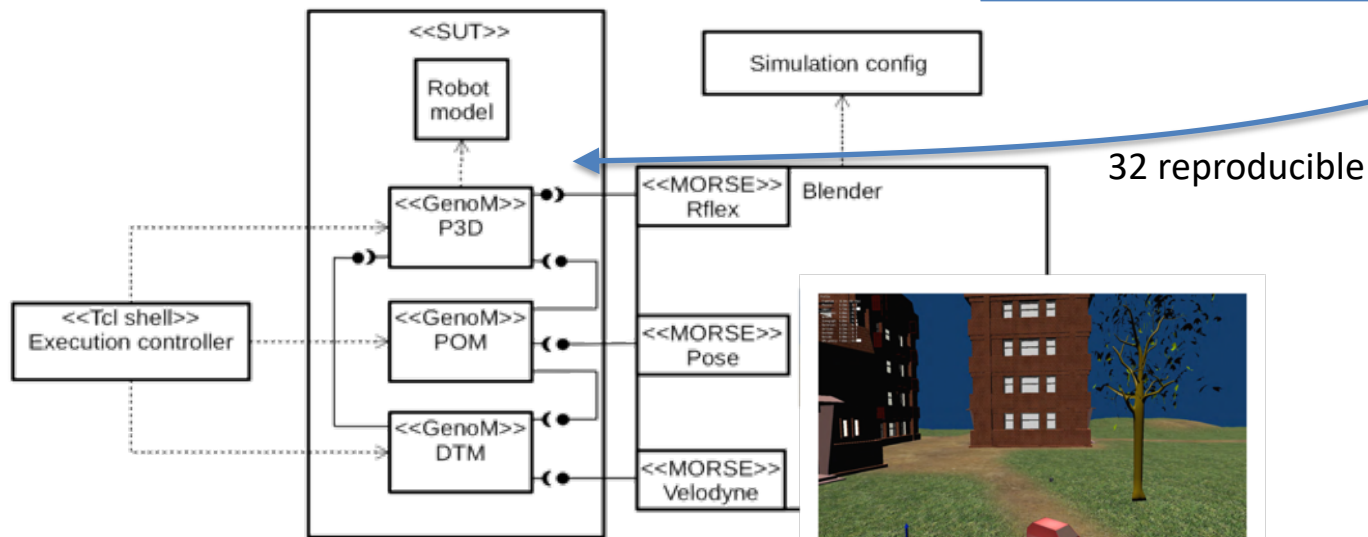 <<SUT>>
Robot
model
Simulation config
32 reproducible
<<MORSE>>
Rflex
Blender
<<GenoM>>
P3D
<<Tcl shell>>
Execution controller
<<GenoM>>
POM
<<MORSE>>
Pose
<<GenoM>>
DTM
<<MORSE>>
Velodyne